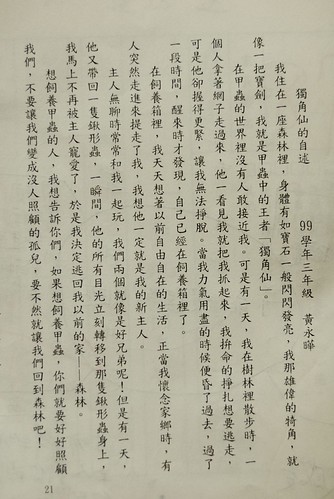 獨角仙的自述　99學年三年級　黃永暉
我住在一座森林裡，身體有如寶石一般閃閃發亮，我那雄偉的犄角，就
像一把寶劍，我就是甲蟲中的王者「獨角仙」。
在甲蟲的世界裡沒有人敢接近我。可是有一天，我在樹林裡散步時，一
個人拿著網子走過來，他一看見我就把我抓起來，我拚命的掙扎想要逃走，
可是他卻握得更緊，讓我無法掙脫。當我力氣用盡的時候便昏了過去，過了
一段時間，醒來時才發現，自己已經在飼養箱裡了。
在飼養箱裡，我天天想著以前自由自在的生活，正當我懷念家鄉時，有
人突然走進來提走了我，我想他一定就是我的新主人。
主人無聊時常常和我一起玩，我們兩個就像是好兄弟呢！但是有一天，
他又帶回一隻鍬形蟲，一瞬間，他的所有目光立刻轉移到那隻鍬形蟲身上，
我馬上不再被主人寵愛了，於是我決定逃回我以前的家——森林。
想飼養甲蟲的人，我想告訴你們，如果想飼養甲蟲，你們就要好好照顧
我們，不要讓我們變成沒人照顧的孤兒，要不然就讓我們回到森林吧！
21